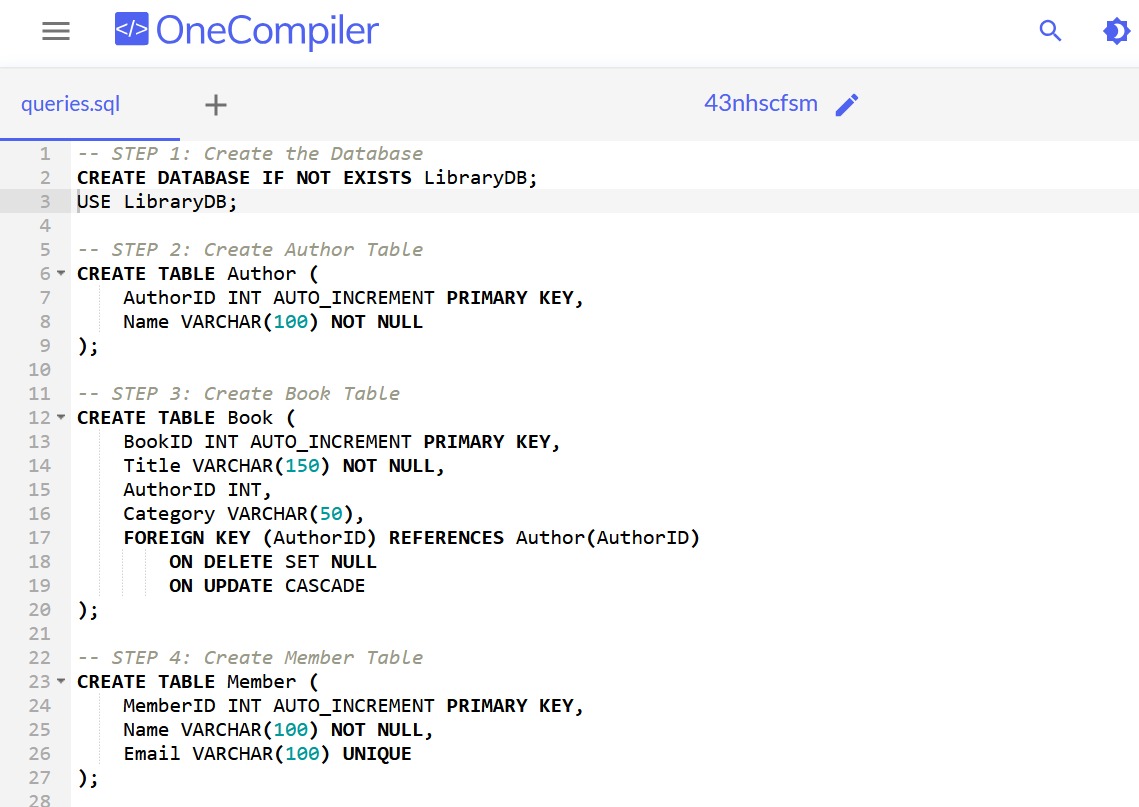 </> OneCompiler
queries.sql + 43nhscfsm
1 -- STEP 1: Create the Database
2 CREATE DATABASE IF NOT EXISTS LibraryDB;
3 USE LibraryDB;
4
5 -- STEP 2: Create Author Table
6 CREATE TABLE Author (
7 AuthorID INT AUTO_INCREMENT PRIMARY KEY,
8 Name VARCHAR(100) NOT NULL
9 );
10
11 -- STEP 3: Create Book Table
12 CREATE TABLE Book (
13 BookID INT AUTO_INCREMENT PRIMARY KEY,
14 Title VARCHAR(150) NOT NULL,
15 AuthorID INT,
16 Category VARCHAR(50),
17 FOREIGN KEY (AuthorID) REFERENCES Author(AuthorID)
18 ON DELETE SET NULL
19 ON UPDATE CASCADE
20 );
21
22 -- STEP 4: Create Member Table
23 CREATE TABLE Member (
24 MemberID INT AUTO_INCREMENT PRIMARY KEY,
25 Name VARCHAR(100) NOT NULL,
26 Email VARCHAR(100) UNIQUE
27 );
28